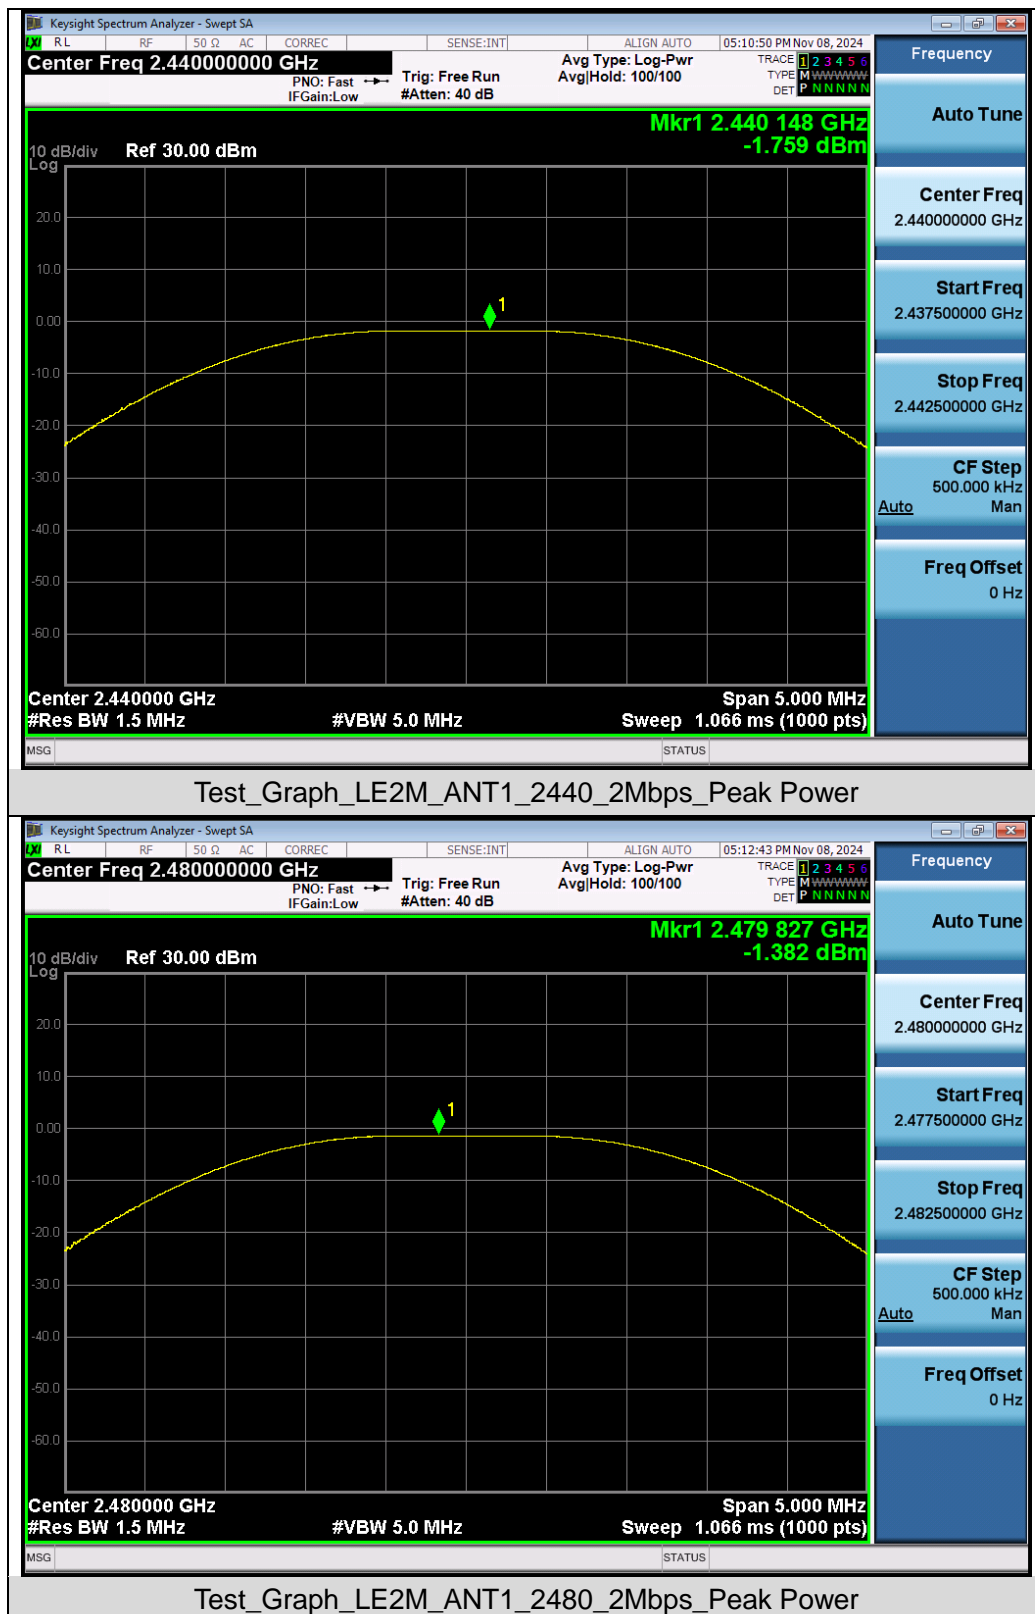 Keysight Spectrum Analyzer - Swept SA
LXI RL RF 50 Ω AC CORREC SENSE:INT ALIGN AUTO 05:10:50 PM Nov 08, 2024
Center Freq 2.440000000 GHz
PNO: Fast
IFGain:Low
Trig: Free Run
#Atten: 40 dB
Avg Type: Log-Pwr
Avg|Hold: 100/100
TRACE 1 2 3 4 5 6
TYPE M W W W W W
DET P N N N N N
Mkr1 2.440 148 GHz
-1.759 dBm
10 dB/div Ref 30.00 dBm
Log
20.0
10.0
0.00
-10.0
-20.0
-30.0
-40.0
-50.0
-60.0
1
Center 2.440000 GHz Span 5.000 MHz
#Res BW 1.5 MHz #VBW 5.0 MHz Sweep 1.066 ms (1000 pts)
MSG STATUS
Frequency
Auto Tune
Center Freq
2.440000000 GHz
Start Freq
2.437500000 GHz
Stop Freq
2.442500000 GHz
CF Step
500.000 kHz
Auto Man
Freq Offset
0 Hz
Test_Graph_LE2M_ANT1_2440_2Mbps_Peak Power
Keysight Spectrum Analyzer - Swept SA
LXI RL RF 50 Ω AC CORREC SENSE:INT ALIGN AUTO 05:12:43 PM Nov 08, 2024
Center Freq 2.480000000 GHz
PNO: Fast
IFGain:Low
Trig: Free Run
#Atten: 40 dB
Avg Type: Log-Pwr
Avg|Hold: 100/100
TRACE 1 2 3 4 5 6
TYPE M W W W W W
DET P N N N N N
Mkr1 2.479 827 GHz
-1.382 dBm
10 dB/div Ref 30.00 dBm
Log
20.0
10.0
0.00
-10.0
-20.0
-30.0
-40.0
-50.0
-60.0
1
Center 2.480000 GHz Span 5.000 MHz
#Res BW 1.5 MHz #VBW 5.0 MHz Sweep 1.066 ms (1000 pts)
MSG STATUS
Frequency
Auto Tune
Center Freq
2.480000000 GHz
Start Freq
2.477500000 GHz
Stop Freq
2.482500000 GHz
CF Step
500.000 kHz
Auto Man
Freq Offset
0 Hz
Test_Graph_LE2M_ANT1_2480_2Mbps_Peak Power